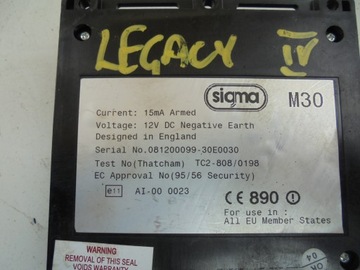 LEGACY IV
sigma M30
Current: 15mA Armed
Voltage: 12V DC Negative Earth
Designed in England
Serial No.081200099-30E0030
Test No(Thatcham) TC2-808/0198
EC Approval No(95/56 Security)
e11 AI-00 0023
CE 890
For use in :
All EU Member States
WARNING
REMOVAL OF THIS SEAL
VOIDS WARRANTY
04